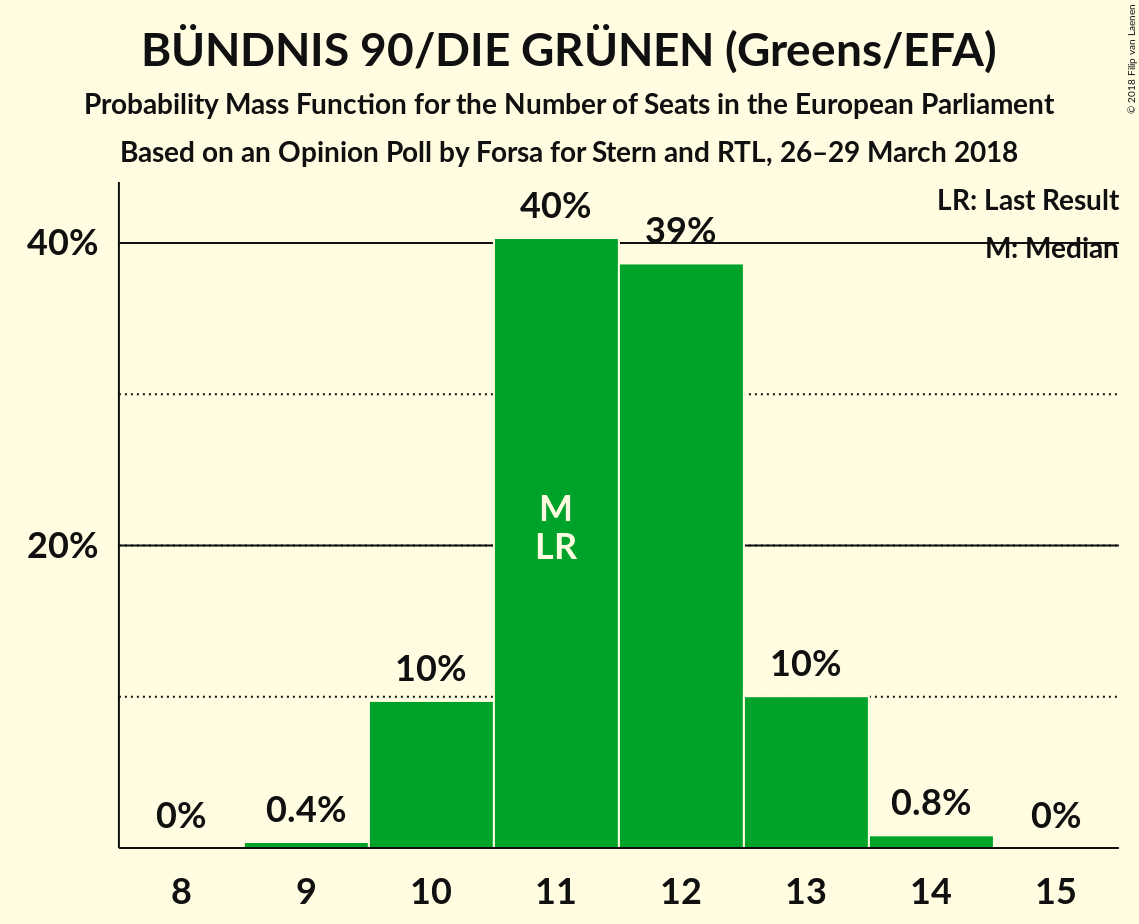 BÜNDNIS 90/DIE GRÜNEN (Greens/EFA)
Probability Mass Function for the Number of Seats in the European Parliament
Based on an Opinion Poll by Forsa for Stern and RTL, 26–29 March 2018
© 2018 Filip van Laenen
LR: Last Result
M: Median
40%
20%
0%
0.4%
10%
40%
39%
10%
0.8%
0%
M
LR
8 9 10 11 12 13 14 15